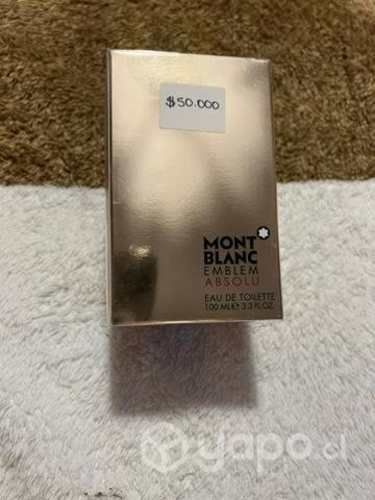 $50.000
MONT
BLANC
EMBLEM
ABSOLU
EAU DE TOILETTE
100 ML℮ 3.3 FL.OZ.
yapo.cl